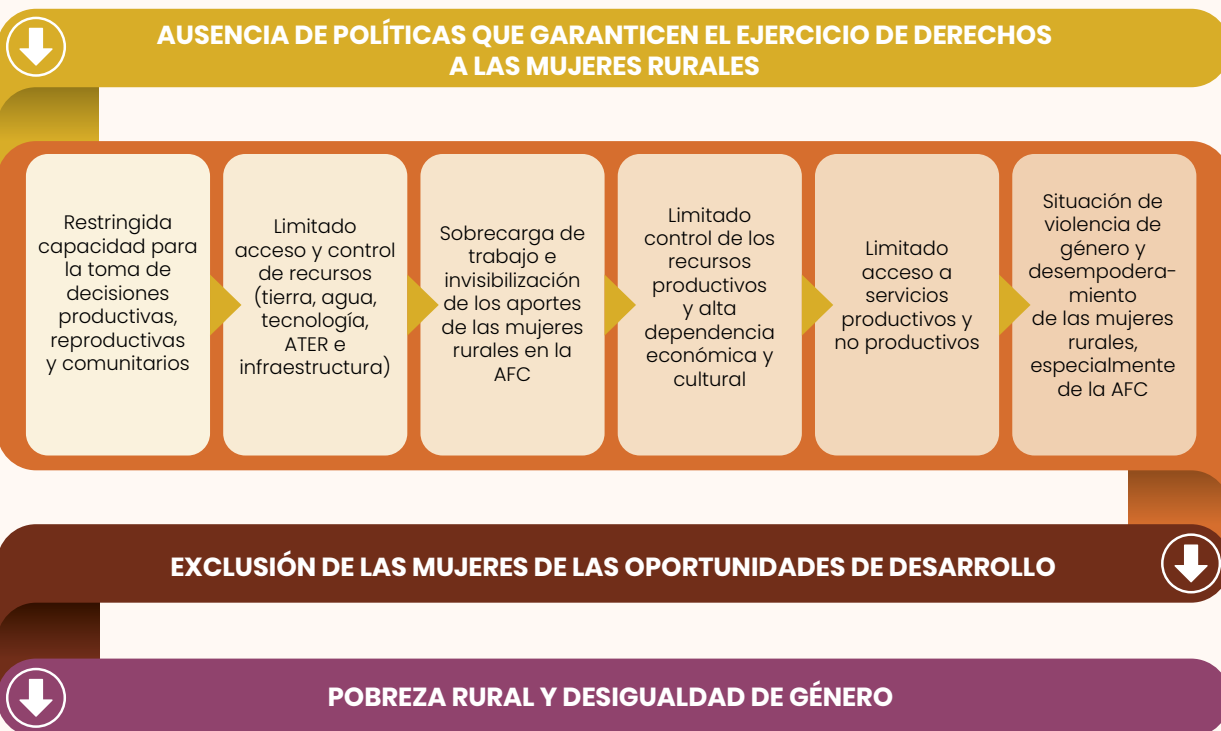 AUSENCIA DE POLÍTICAS QUE GARANTICEN EL EJERCICIO DE DERECHOS
A LAS MUJERES RURALES
Restringida
capacidad para
la toma de
decisiones
productivas,
reproductivas
y comunitarios
Limitado
acceso y control
de recursos
(tierra, agua,
tecnología,
ATER e
infraestructura)
Sobrecarga de
trabajo e
invisibilización
de los aportes
de las mujeres
rurales en la
AFC
Limitado
control de los
recursos
productivos
y alta
dependencia
económica y
cultural
Limitado
acceso a
servicios
productivos y
no productivos
Situación de
violencia de
género y
desempodera-
miento
de las mujeres
rurales,
especialmente
de la AFC
EXCLUSIÓN DE LAS MUJERES DE LAS OPORTUNIDADES DE DESARROLLO
POBREZA RURAL Y DESIGUALDAD DE GÉNERO